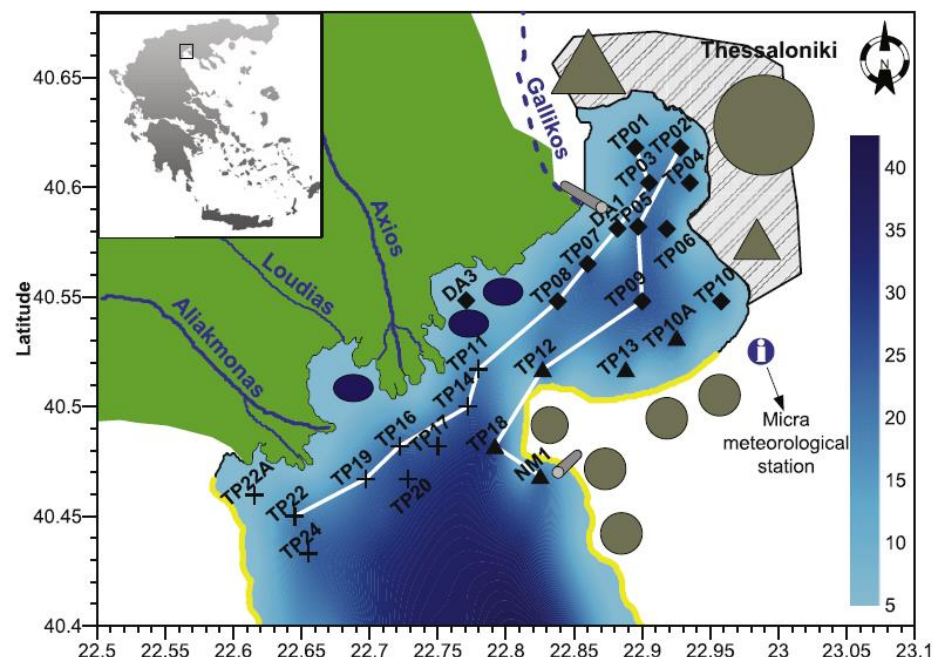 Thessaloniki
N
Gallikos
Axios
Loudias
Aliakmonas
TP01
TP02
TP03
TP04
DA1
TP05
TP06
TP07
TP08
TP09
TP10
TP10A
DA3
TP11
TP12
TP13
TP14
TP16
TP17
TP18
NM1
TP19
TP20
TP22A
TP22
TP24
i
Micra
meteorological
station
Latitude
40.65
40.6
40.55
40.5
40.45
40.4
22.5
22.55
22.6
22.65
22.7
22.75
22.8
22.85
22.9
22.95
23
23.05
23.1
40
35
30
25
20
15
10
5